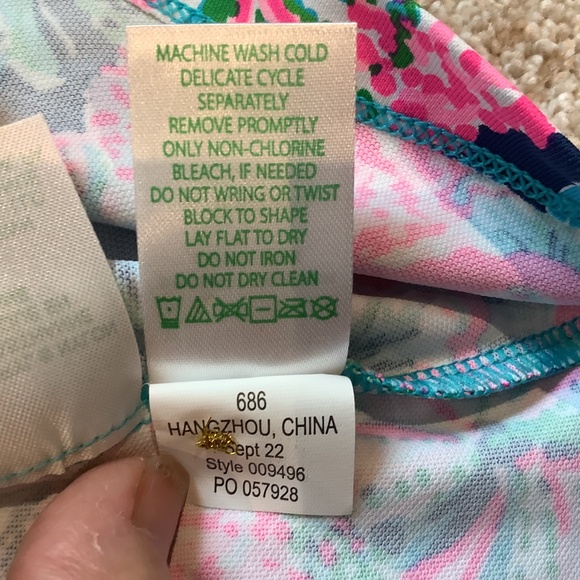 MACHINE WASH COLD
DELICATE CYCLE
SEPARATELY
REMOVE PROMPTLY
ONLY NON-CHLORINE
BLEACH, IF NEEDED
DO NOT WRING OR TWIST
BLOCK TO SHAPE
LAY FLAT TO DRY
DO NOT IRON
DO NOT DRY CLEAN
686
HANGZHOU, CHINA
Sept 22
Style 009496
PO 057928